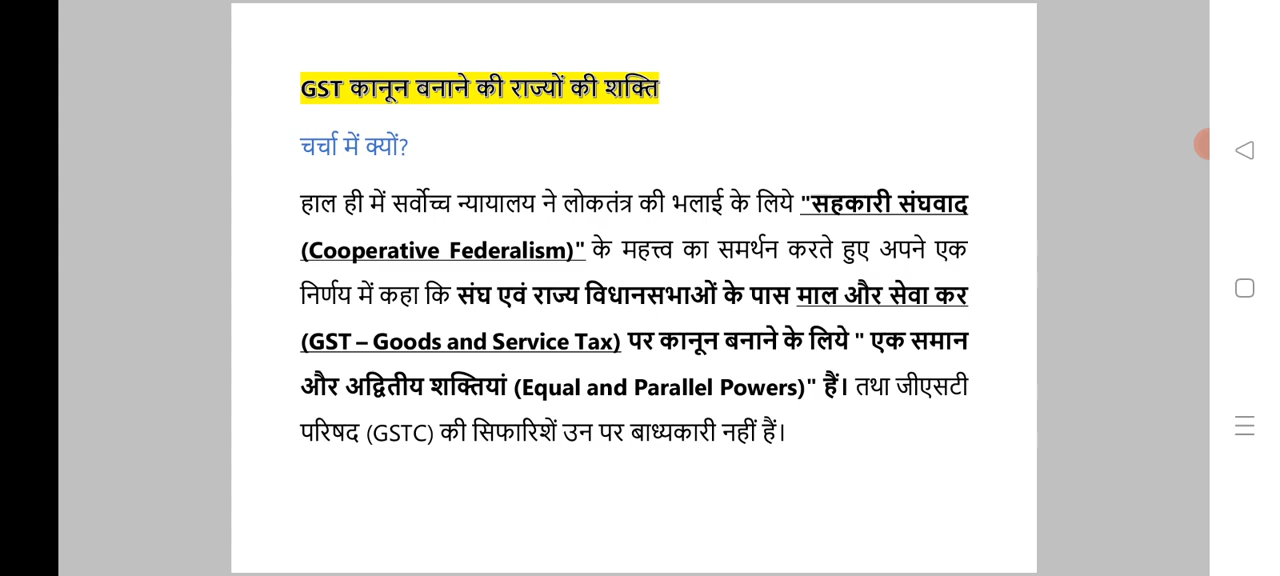 GST कानून बनाने की राज्यों की शक्ति
चर्चा में क्यों?
हाल ही में सर्वोच्च न्यायालय ने लोकतंत्र की भलाई के लिये "सहकारी संघवाद
(Cooperative Federalism)" के महत्त्व का समर्थन करते हुए अपने एक
निर्णय में कहा कि संघ एवं राज्य विधानसभाओं के पास माल और सेवा कर
(GST – Goods and Service Tax) पर कानून बनाने के लिये " एक समान
और अद्वितीय शक्तियां (Equal and Parallel Powers)" हैं। तथा जीएसटी
परिषद (GSTC) की सिफारिशें उन पर बाध्यकारी नहीं हैं।